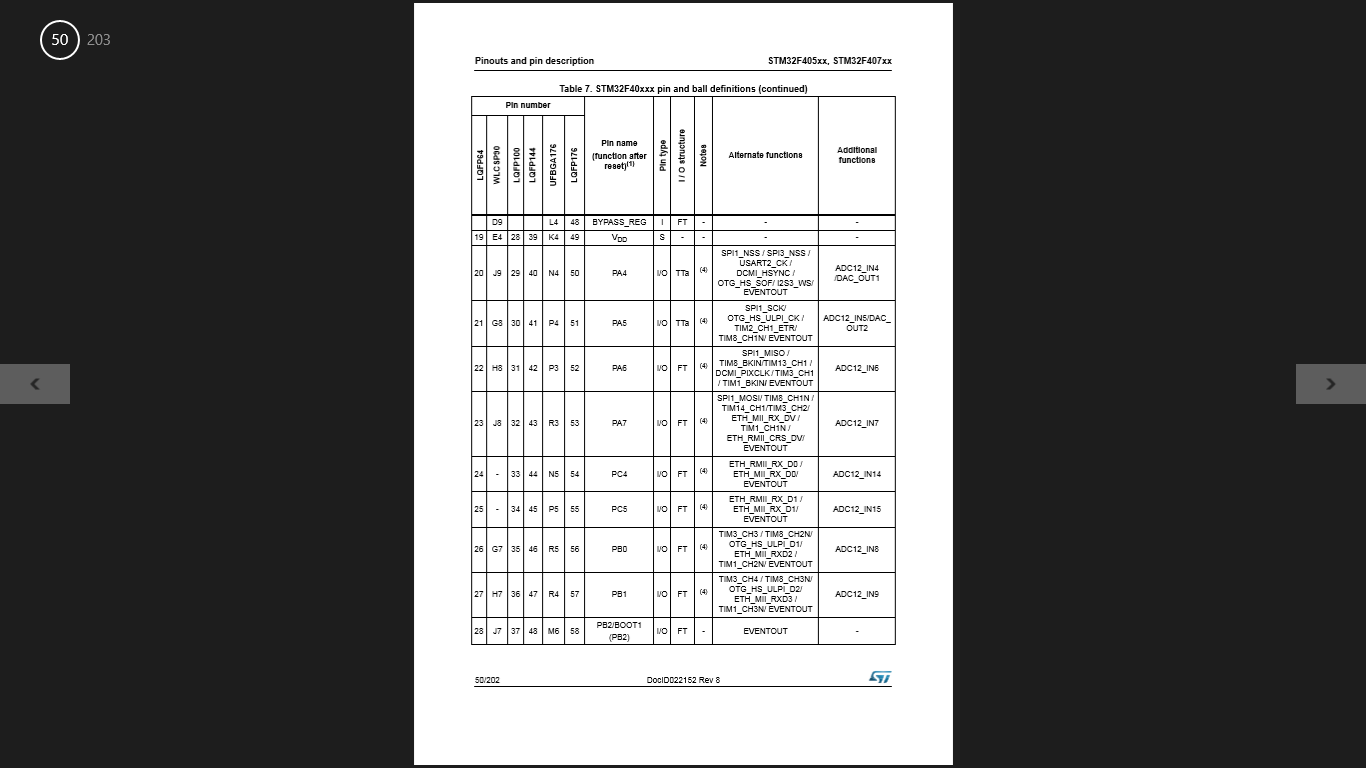 50 203
Pinouts and pin description STM32F405xx, STM32F407xx
Table 7. STM32F40xxx pin and ball definitions (continued)
Pin number
LQFP64
WLCSP90
LQFP100
LQFP144
UFBGA176
LQFP176
Pin name
(function after
reset)(1)
Pin type
I / O structure
Notes
Alternate functions
Additional
functions
D9 L4 48 BYPASS_REG I FT - - -
19 E4 28 39 K4 49 VDD S - - - -
20 J9 29 40 N4 50 PA4 I/O TTa (4)
SPI1_NSS / SPI3_NSS /
USART2_CK /
DCMI_HSYNC /
OTG_HS_SOF/ I2S3_WS/
EVENTOUT
ADC12_IN4
/DAC_OUT1
21 G8 30 41 P4 51 PA5 I/O TTa (4)
SPI1_SCK/
OTG_HS_ULPI_CK /
TIM2_CH1_ETR/
TIM8_CH1N/ EVENTOUT
ADC12_IN5/DAC_
OUT2
22 H8 31 42 P3 52 PA6 I/O FT (4)
SPI1_MISO /
TIM8_BKIN/TIM13_CH1 /
DCMI_PIXCLK / TIM3_CH1
/ TIM1_BKIN/ EVENTOUT
ADC12_IN6
23 J8 32 43 R3 53 PA7 I/O FT (4)
SPI1_MOSI/ TIM8_CH1N /
TIM14_CH1/TIM3_CH2/
ETH_MII_RX_DV /
TIM1_CH1N /
ETH_RMII_CRS_DV/
EVENTOUT
ADC12_IN7
24 - 33 44 N5 54 PC4 I/O FT (4)
ETH_RMII_RX_D0 /
ETH_MII_RX_D0/
EVENTOUT
ADC12_IN14
25 - 34 45 P5 55 PC5 I/O FT (4)
ETH_RMII_RX_D1 /
ETH_MII_RX_D1/
EVENTOUT
ADC12_IN15
26 G7 35 46 R5 56 PB0 I/O FT (4)
TIM3_CH3 / TIM8_CH2N/
OTG_HS_ULPI_D1/
ETH_MII_RXD2 /
TIM1_CH2N/ EVENTOUT
ADC12_IN8
27 H7 36 47 R4 57 PB1 I/O FT (4)
TIM3_CH4 / TIM8_CH3N/
OTG_HS_ULPI_D2/
ETH_MII_RXD3 /
TIM1_CH3N/ EVENTOUT
ADC12_IN9
28 J7 37 48 M6 58 PB2/BOOT1
(PB2)
I/O FT - EVENTOUT -
50/202 DocID022152 Rev 8 ST